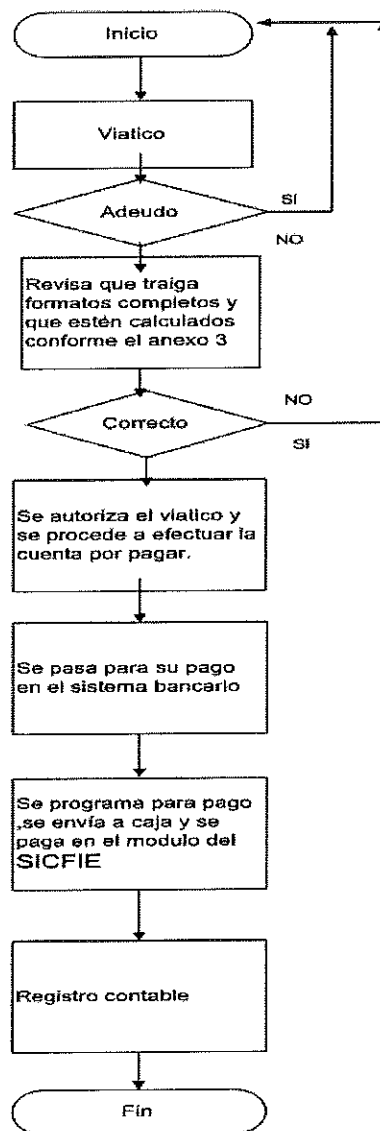 Inicio
Viatico
Adeudo
SÍ
NO
Revisa que traiga
formatos completos y
que estén calculados
conforme el anexo 3
Correcto
NO
SI
Se autoriza el viatico y
se procede a efectuar la
cuenta por pagar.
Se pasa para su pago
en el sistema bancario
Se programa para pago
,se envía a caja y se
paga en el modulo del
SICFIE
Registro contable
Fín